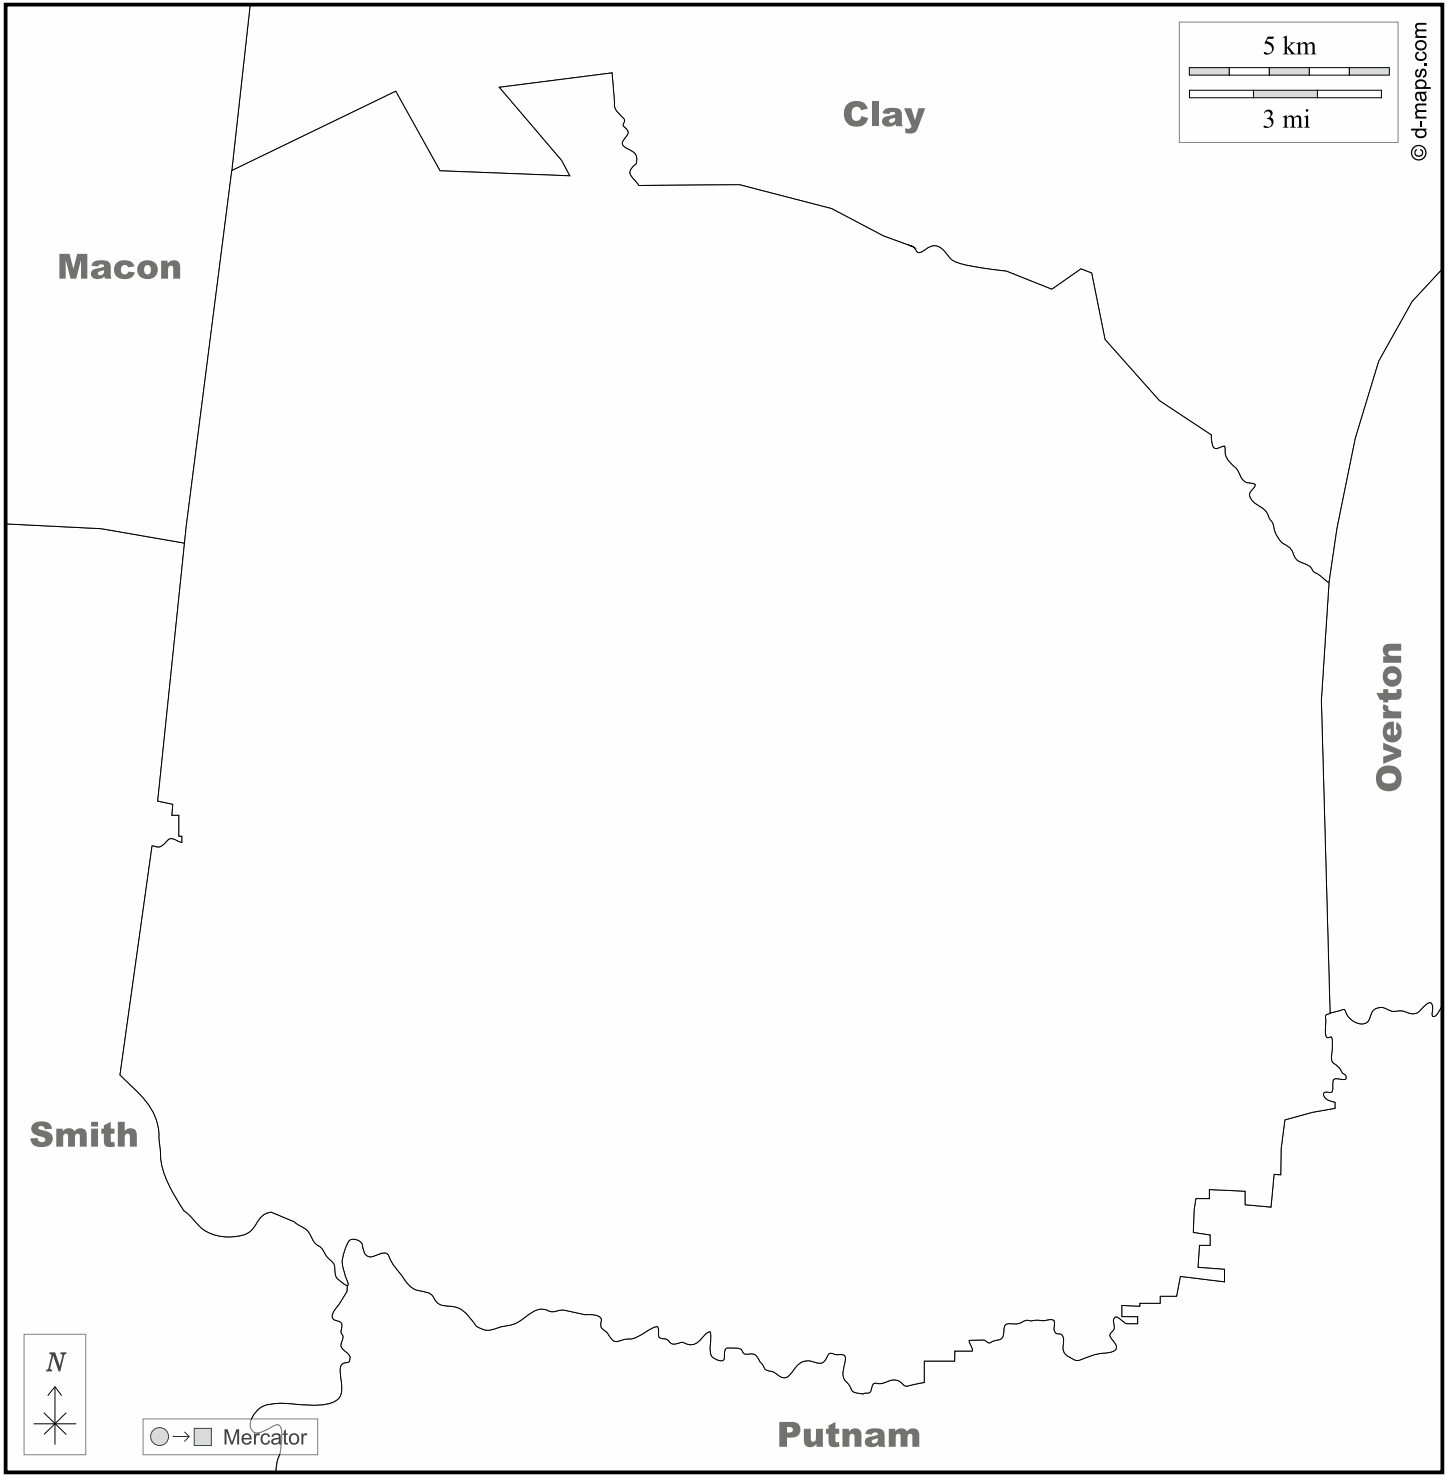 5 km
3 mi
© d-maps.com
Clay
Macon
Overton
Smith
N
Mercator
Putnam